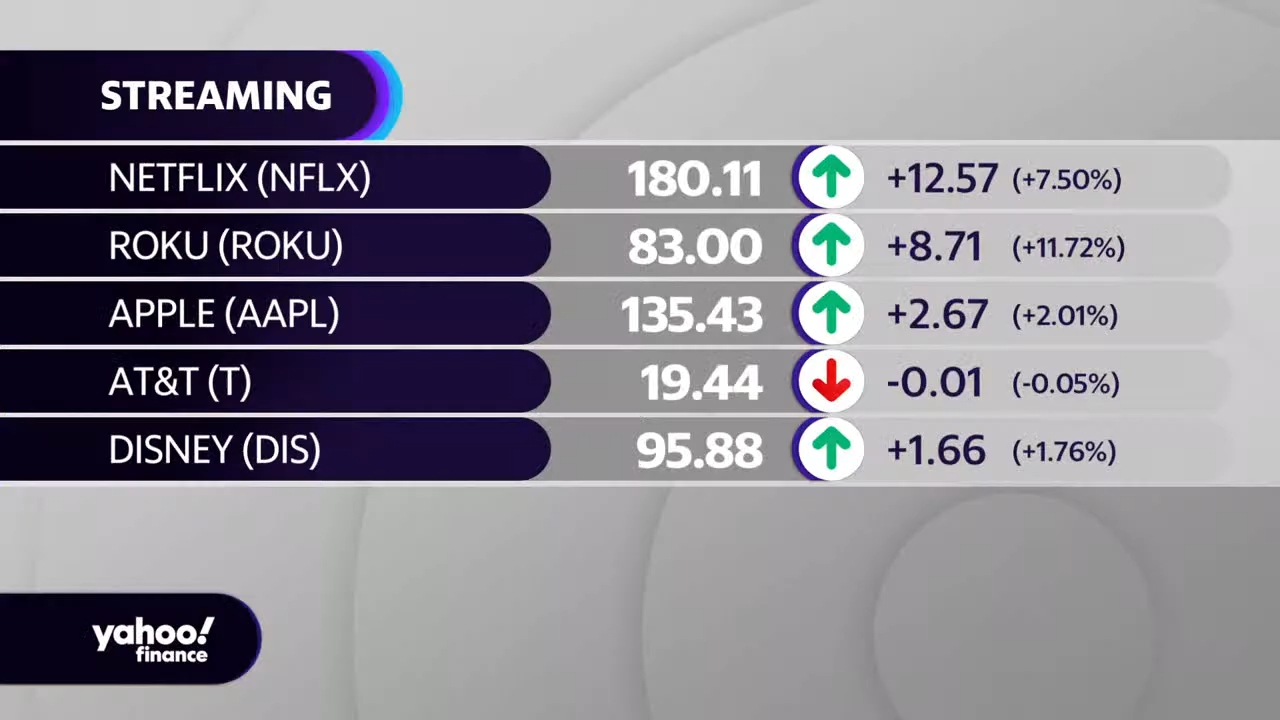 STREAMING
NETFLIX (NFLX) 180.11 +12.57 (+7.50%)
ROKU (ROKU) 83.00 +8.71 (+11.72%)
APPLE (AAPL) 135.43 +2.67 (+2.01%)
AT&T (T) 19.44 -0.01 (-0.05%)
DISNEY (DIS) 95.88 +1.66 (+1.76%)
yahoo!
finance